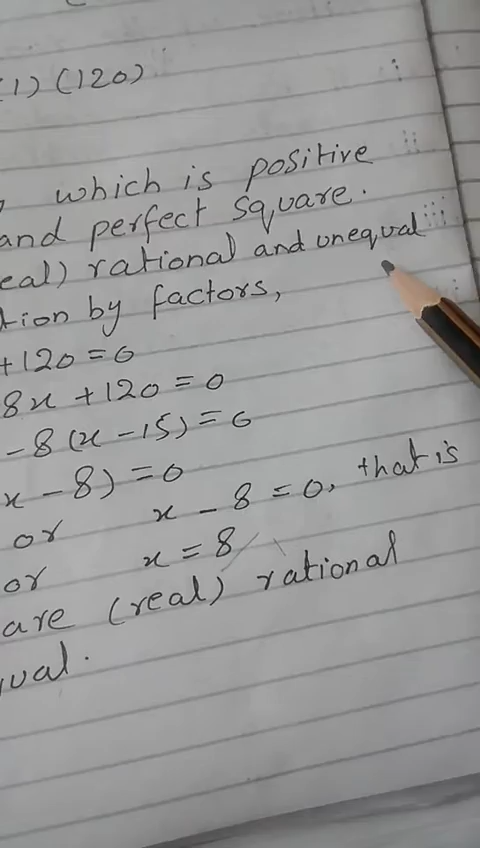 1) (120)
which is positive
and perfect square.
eal) rational and unequal
tion by factors,
+120=0
8x +120=0
-8(x-15)=0
x-8)=0
or x-8=0, that is
or x=8
are (real) rational
ual.